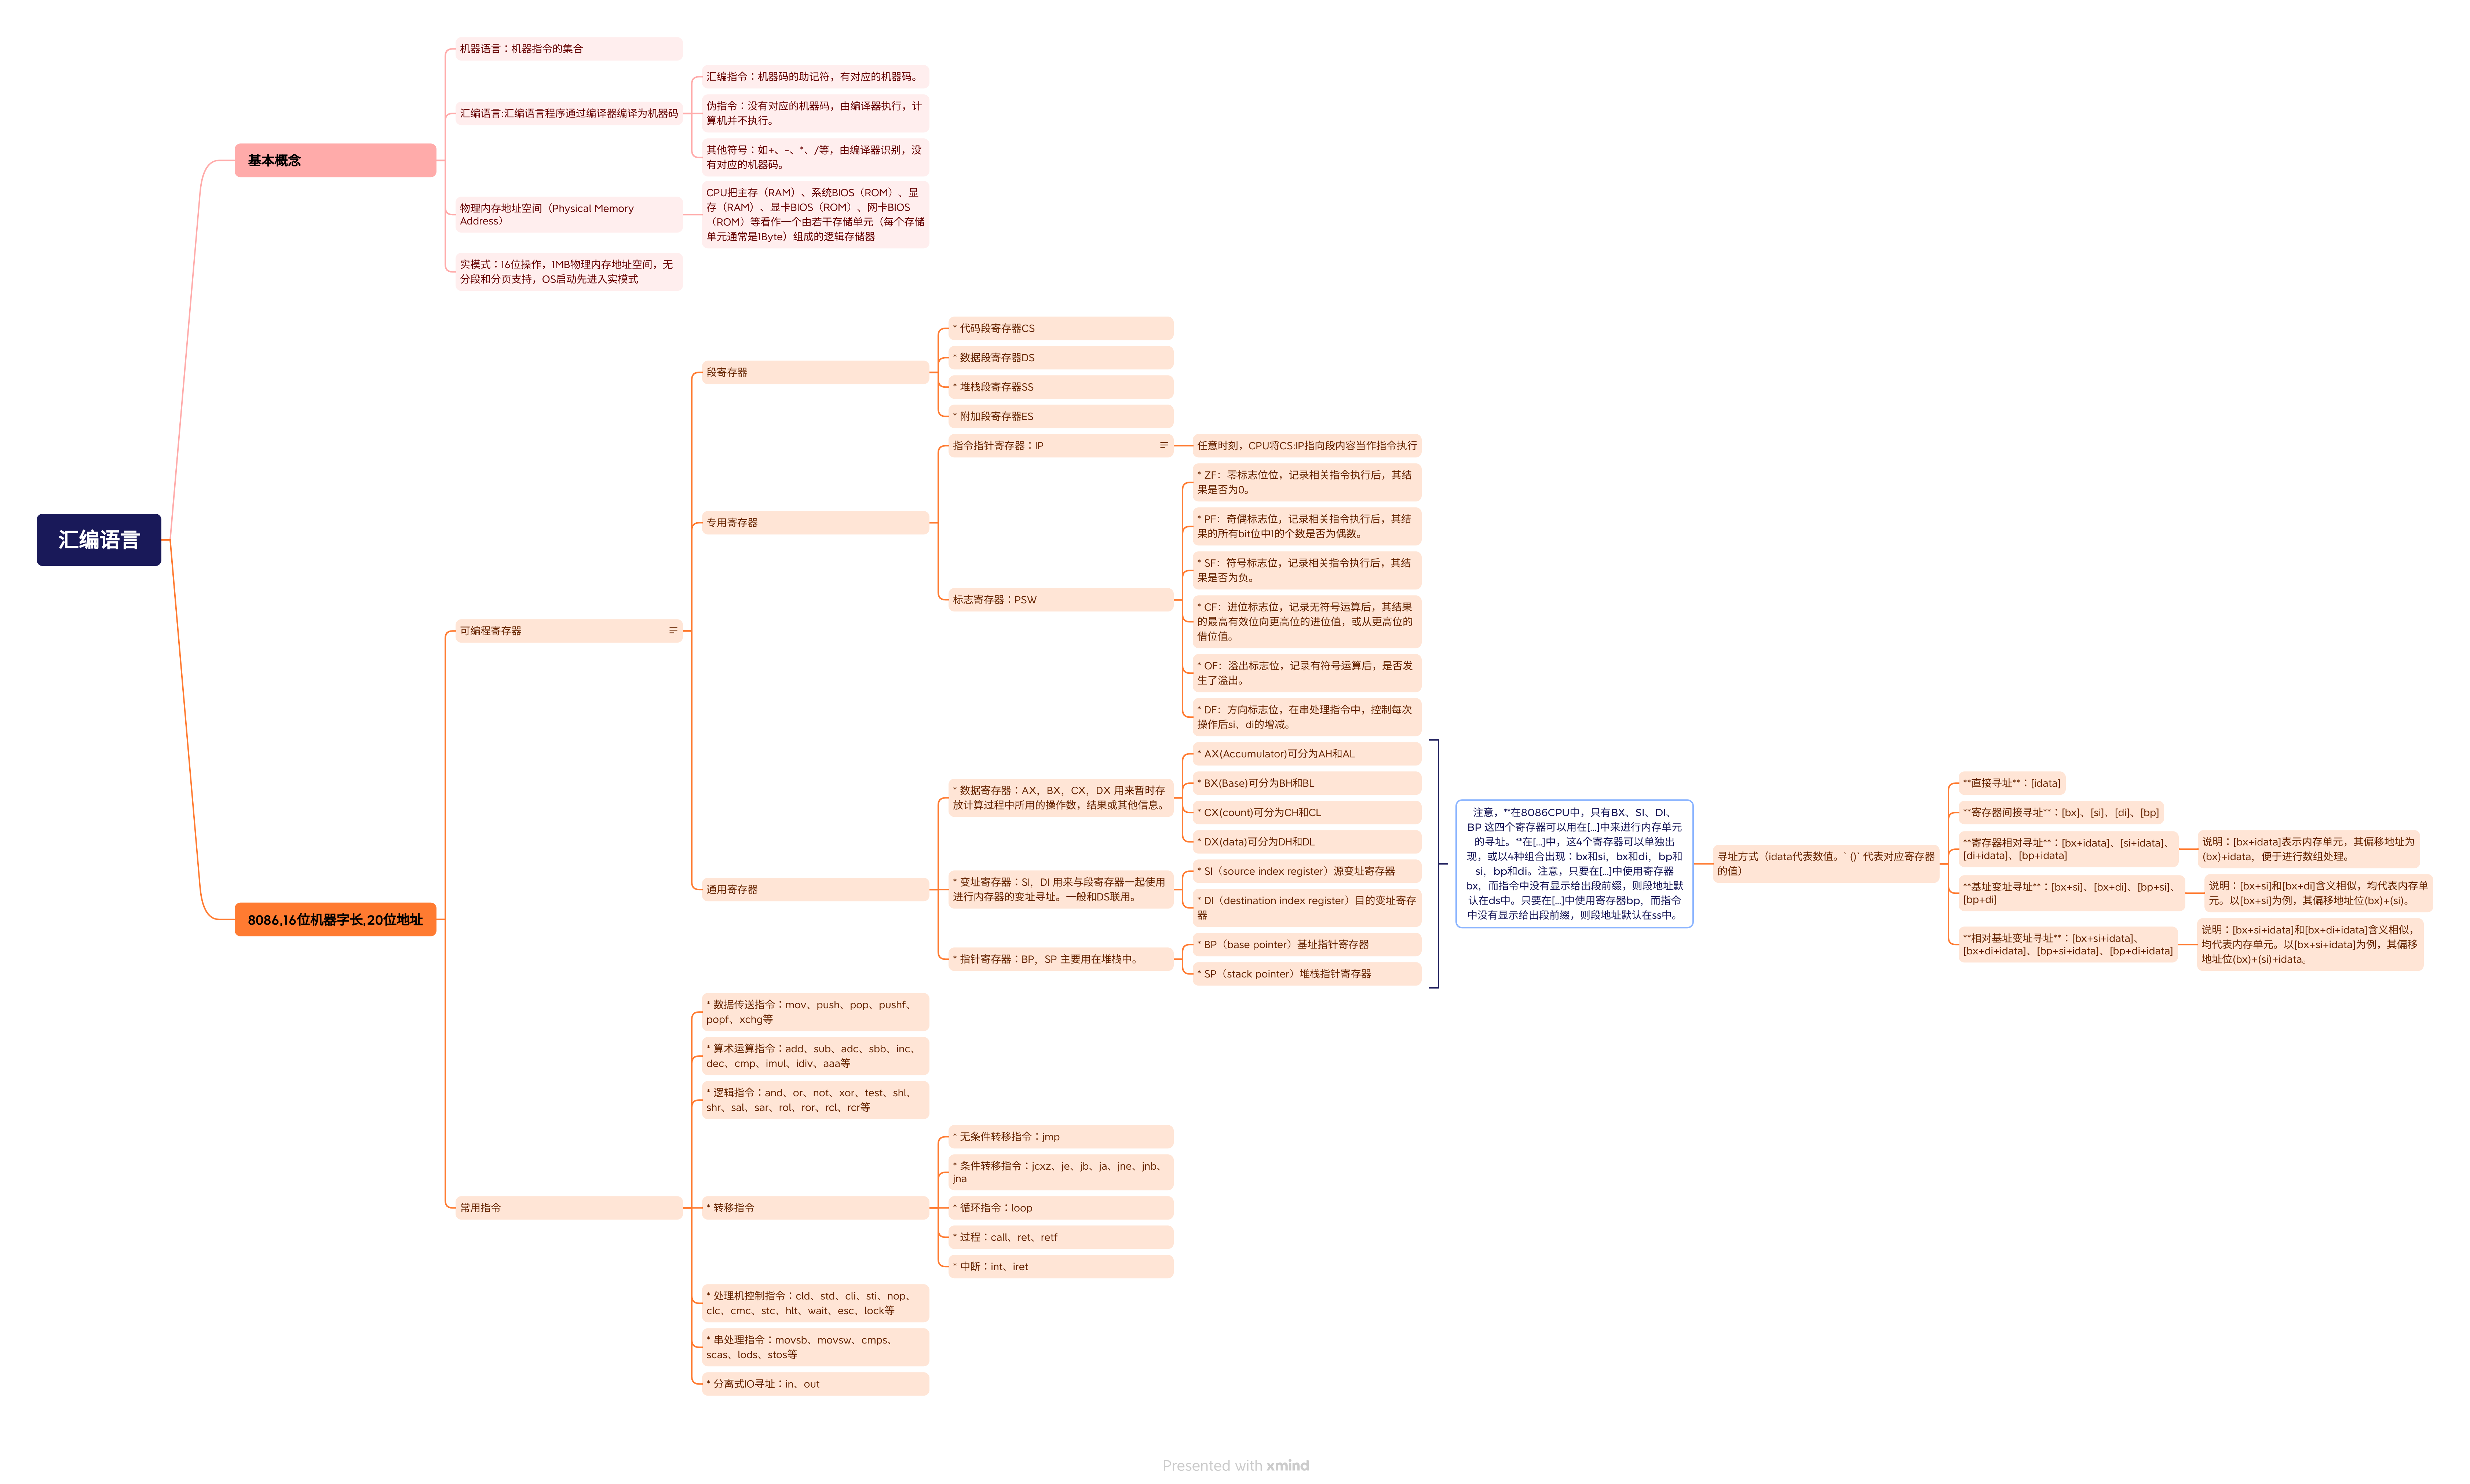 汇编语言
基本概念
机器语言：机器指令的集合
汇编语言:汇编语言程序通过编译器编译为机器码
汇编指令：机器码的助记符，有对应的机器码。
伪指令：没有对应的机器码，由编译器执行，计
算机并不执行。
其他符号：如+、-、*、/等，由编译器识别，没
有对应的机器码。
物理内存地址空间（Physical Memory
Address）
CPU把主存（RAM）、系统BIOS（ROM）、显
存（RAM）、显卡BIOS（ROM）、网卡BIOS
（ROM）等看作一个由若干存储单元（每个存储
单元通常是1Byte）组成的逻辑存储器
实模式：16位操作，1MB物理内存地址空间，无
分段和分页支持，OS启动先进入实模式
8086,16位机器字长,20位地址
可编程寄存器
段寄存器
* 代码段寄存器CS
* 数据段寄存器DS
* 堆栈段寄存器SS
* 附加段寄存器ES
专用寄存器
指令指针寄存器：IP
任意时刻，CPU将CS:IP指向段内容当作指令执行
标志寄存器：PSW
* ZF：零标志位位，记录相关指令执行后，其结
果是否为0。
* PF：奇偶标志位，记录相关指令执行后，其结
果的所有bit位中1的个数是否为偶数。
* SF：符号标志位，记录相关指令执行后，其结
果是否为负。
* CF：进位标志位，记录无符号运算后，其结果
的最高有效位向更高位的进位值，或从更高位的
借位值。
* OF：溢出标志位，记录有符号运算后，是否发
生了溢出。
* DF：方向标志位，在串处理指令中，控制每次
操作后si、di的增减。
通用寄存器
* 数据寄存器：AX，BX，CX，DX 用来暂时存
放计算过程中所用的操作数，结果或其他信息。
* AX(Accumulator)可分为AH和AL
* BX(Base)可分为BH和BL
* CX(count)可分为CH和CL
* DX(data)可分为DH和DL
* 变址寄存器：SI，DI 用来与段寄存器一起使用
进行内存器的变址寻址。一般和DS联用。
* SI（source index register）源变址寄存器
* DI（destination index register）目的变址寄存
器
* 指针寄存器：BP，SP 主要用在堆栈中。
* BP（base pointer）基址指针寄存器
* SP（stack pointer）堆栈指针寄存器
注意，**在8086CPU中，只有BX、SI、DI、
BP 这四个寄存器可以用在[...]中来进行内存单元
的寻址。**在[...]中，这4个寄存器可以单独出
现，或以4种组合出现：bx和si，bx和di，bp和
si，bp和di。注意，只要在[...]中使用寄存器
bx，而指令中没有显示给出段前缀，则段地址默
认在ds中。只要在[...]中使用寄存器bp，而指令
中没有显示给出段前缀，则段地址默认在ss中。
寻址方式（idata代表数值。` ()` 代表对应寄存器
的值）
**直接寻址**：[idata]
**寄存器间接寻址**：[bx]、[si]、[di]、[bp]
**寄存器相对寻址**：[bx+idata]、[si+idata]、
[di+idata]、[bp+idata]
说明：[bx+idata]表示内存单元，其偏移地址为
(bx)+idata，便于进行数组处理。
**基址变址寻址**：[bx+si]、[bx+di]、[bp+si]、
[bp+di]
说明：[bx+si]和[bx+di]含义相似，均代表内存单
元。以[bx+si]为例，其偏移地址位(bx)+(si)。
**相对基址变址寻址**：[bx+si+idata]、
[bx+di+idata]、[bp+si+idata]、[bp+di+idata]
说明：[bx+si+idata]和[bx+di+idata]含义相似，
均代表内存单元。以[bx+si+idata]为例，其偏移
地址位(bx)+(si)+idata。
常用指令
* 数据传送指令：mov、push、pop、pushf、
popf、xchg等
* 算术运算指令：add、sub、adc、sbb、inc、
dec、cmp、imul、idiv、aaa等
* 逻辑指令：and、or、not、xor、test、shl、
shr、sal、sar、rol、ror、rcl、rcr等
* 转移指令
* 无条件转移指令：jmp
* 条件转移指令：jcxz、je、jb、ja、jne、jnb、
jna
* 循环指令：loop
* 过程：call、ret、retf
* 中断：int、iret
* 处理机控制指令：cld、std、cli、sti、nop、
clc、cmc、stc、hlt、wait、esc、lock等
* 串处理指令：movsb、movsw、cmps、
scas、lods、stos等
* 分离式IO寻址：in、out
Presented with xmind